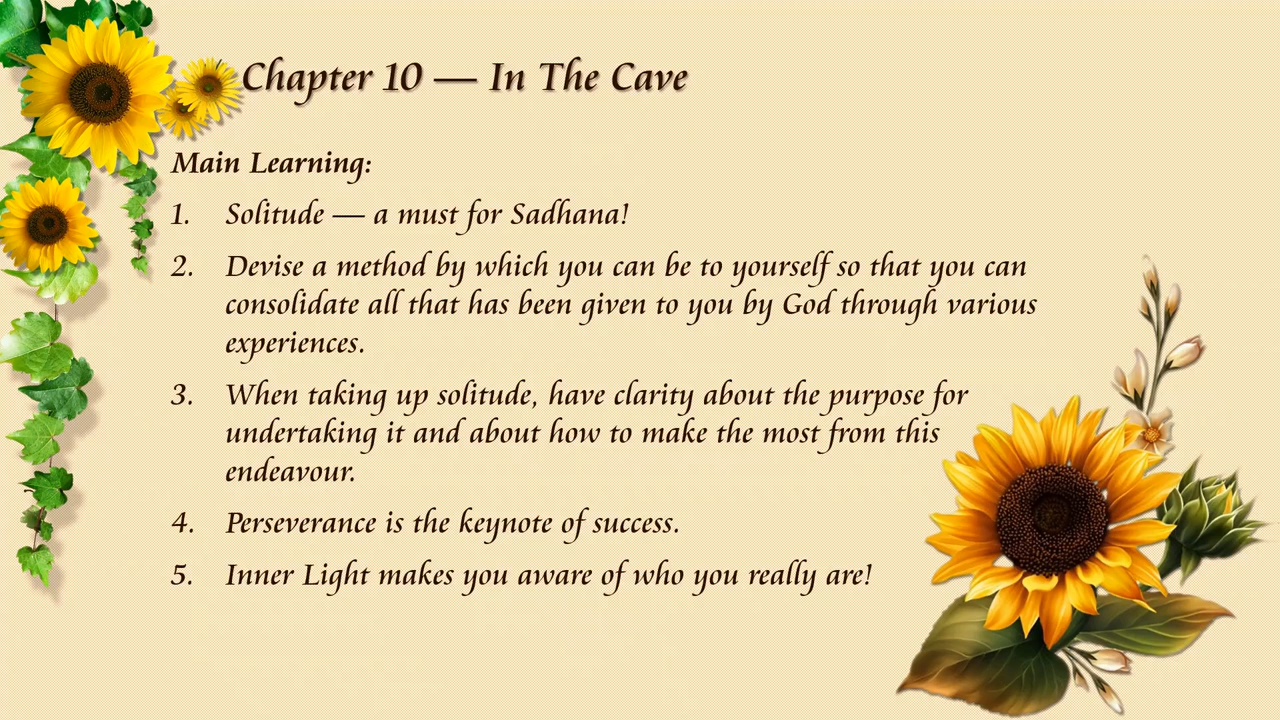 Chapter 10 — In The Cave
Main Learning:
1. Solitude — a must for Sadhana!
2. Devise a method by which you can be to yourself so that you can
consolidate all that has been given to you by God through various
experiences.
3. When taking up solitude, have clarity about the purpose for
undertaking it and about how to make the most from this
endeavour.
4. Perseverance is the keynote of success.
5. Inner Light makes you aware of who you really are!